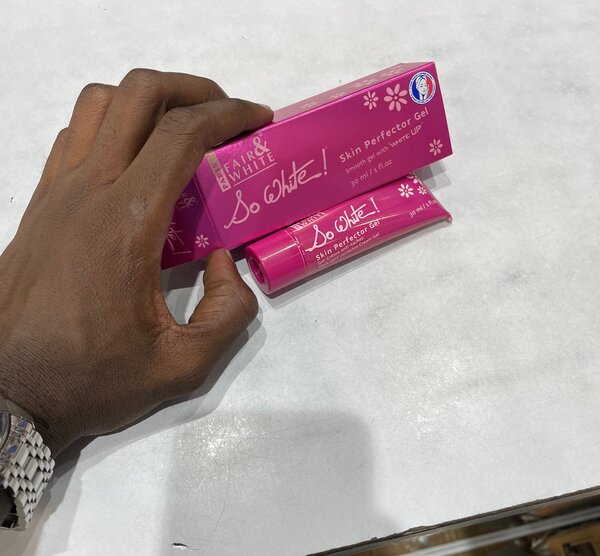 PARIS
FAIR &
WHITE
So White!
Skin Perfector Gel
Smooth gel with "WHITE UP"
30 ml / 1 fl.oz
So White!
Skin Perfector Gel
30 ml / 1 fl.